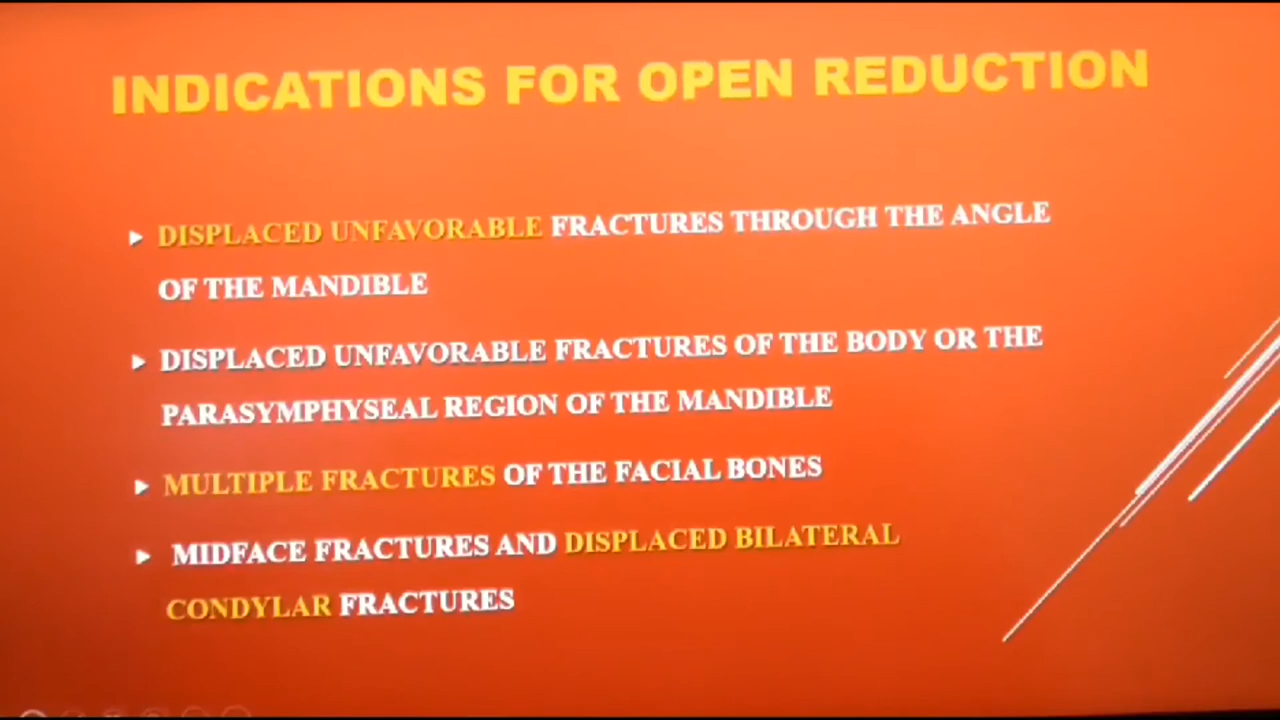 INDICATIONS FOR OPEN REDUCTION
DISPLACED UNFAVORABLE FRACTURES THROUGH THE ANGLE
OF THE MANDIBLE
DISPLACED UNFAVORABLE FRACTURES OF THE BODY OR THE
PARASYMPHYSEAL REGION OF THE MANDIBLE
MULTIPLE FRACTURES OF THE FACIAL BONES
MIDFACE FRACTURES AND DISPLACED BILATERAL
CONDYLAR FRACTURES